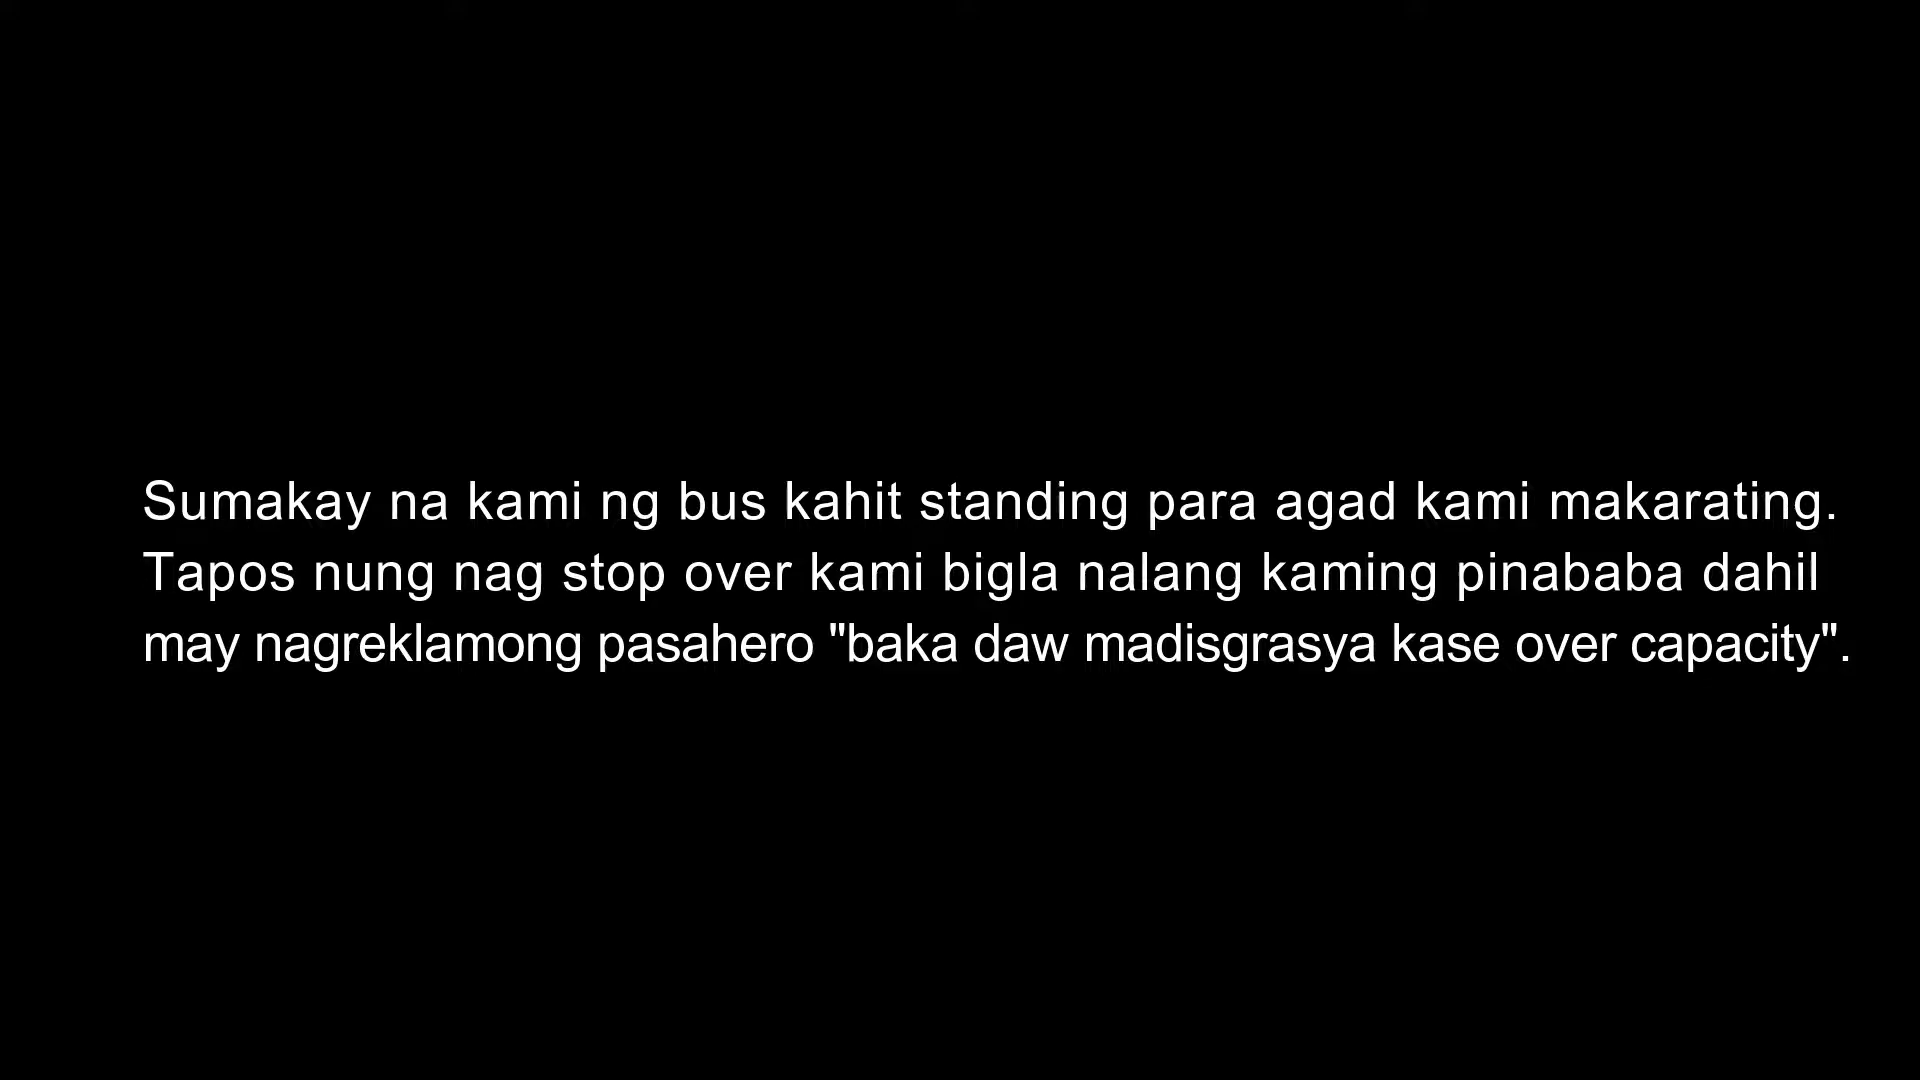 Sumakay na kami ng bus kahit standing para agad kami makarating.
Tapos nung nag stop over kami bigla nalang kaming pinababa dahil
may nagreklamong pasahero "baka daw madisgrasya kase over capacity".